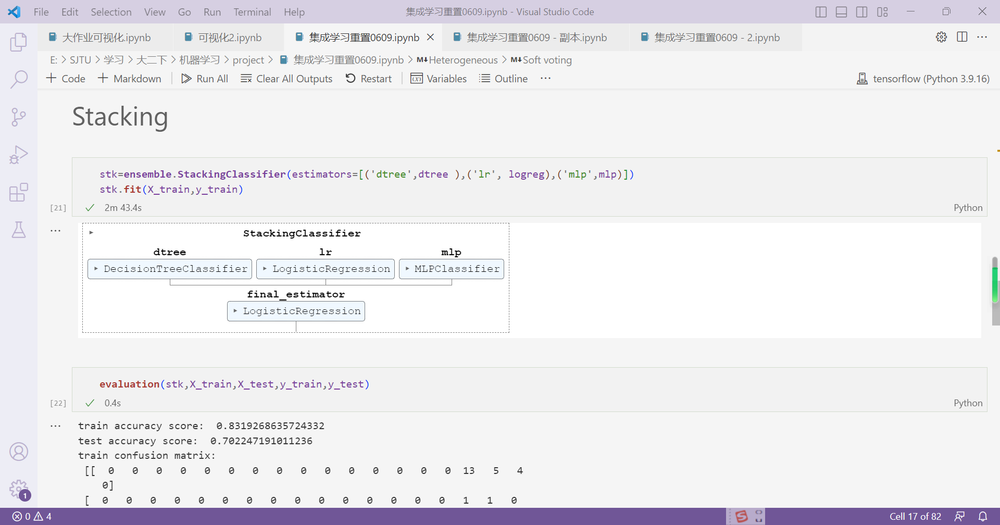 File Edit Selection View Go Run Terminal Help 集成学习重置0609.ipynb - Visual Studio Code
大作业可视化.ipynb 可视化2.ipynb 集成学习重置0609.ipynb 集成学习重置0609 - 副本.ipynb 集成学习重置0609 - 2.ipynb ...
E: > SJTU > 学习 > 大二下 > 机器学习 > project > 集成学习重置0609.ipynb > M↓Heterogeneous > M↓Soft voting
+ Code + Markdown Run All Clear All Outputs Restart Variables Outline ... tensorflow (Python 3.9.16)
Stacking
stk=ensemble.StackingClassifier(estimators=[('dtree',dtree ),('lr', logreg),('mlp',mlp)])
stk.fit(X_train,y_train)
[21] ✓ 2m 43.4s Python
...
StackingClassifier
dtree lr mlp
DecisionTreeClassifier LogisticRegression MLPClassifier
final_estimator
LogisticRegression
evaluation(stk,X_train,X_test,y_train,y_test)
[22] ✓ 0.4s Python
... train accuracy score:  0.8319268635724332
test accuracy score:  0.702247191011236
train confusion matrix:
[[ 0 0 0 0 0 0 0 0 0 0 0 0 0 0 0 13 5 4
0]
[ 0 0 0 0 0 0 0 0 0 0 0 0 0 0 0 1 1 0
1
0 4 S Cell 17 of 82